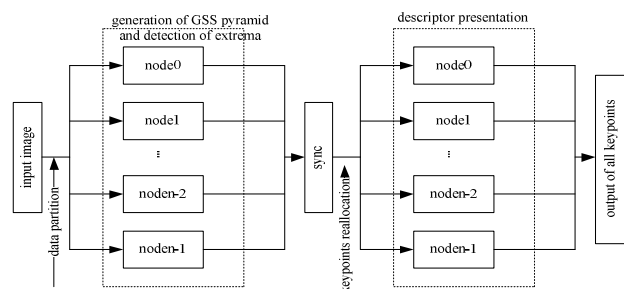 generation of GSS pyramid
and detection of extrema
descriptor presentation
input image
data partition
node0
node1
...
noden-2
noden-1
sync
keypoints reallocation
node0
node1
...
noden-2
noden-1
output of all keypoints